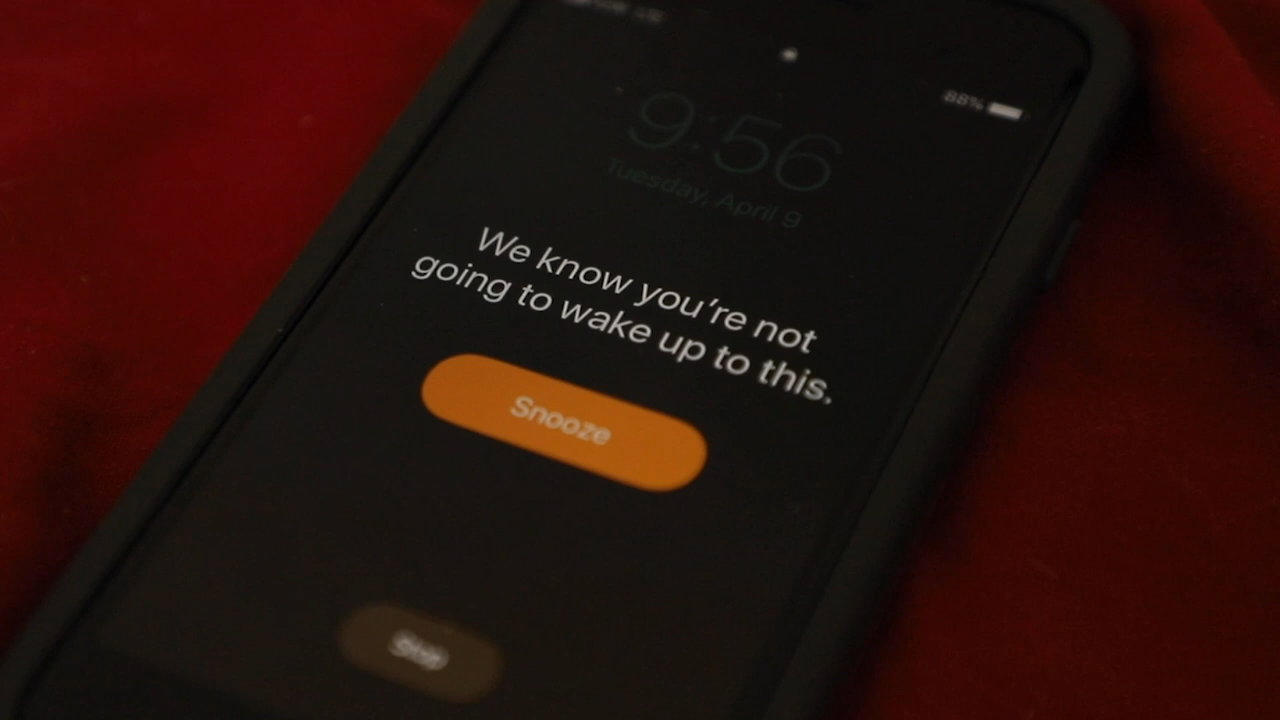 88%
9:56
Tuesday, April 9
We know you're not
going to wake up to this.
Snooze
Stop